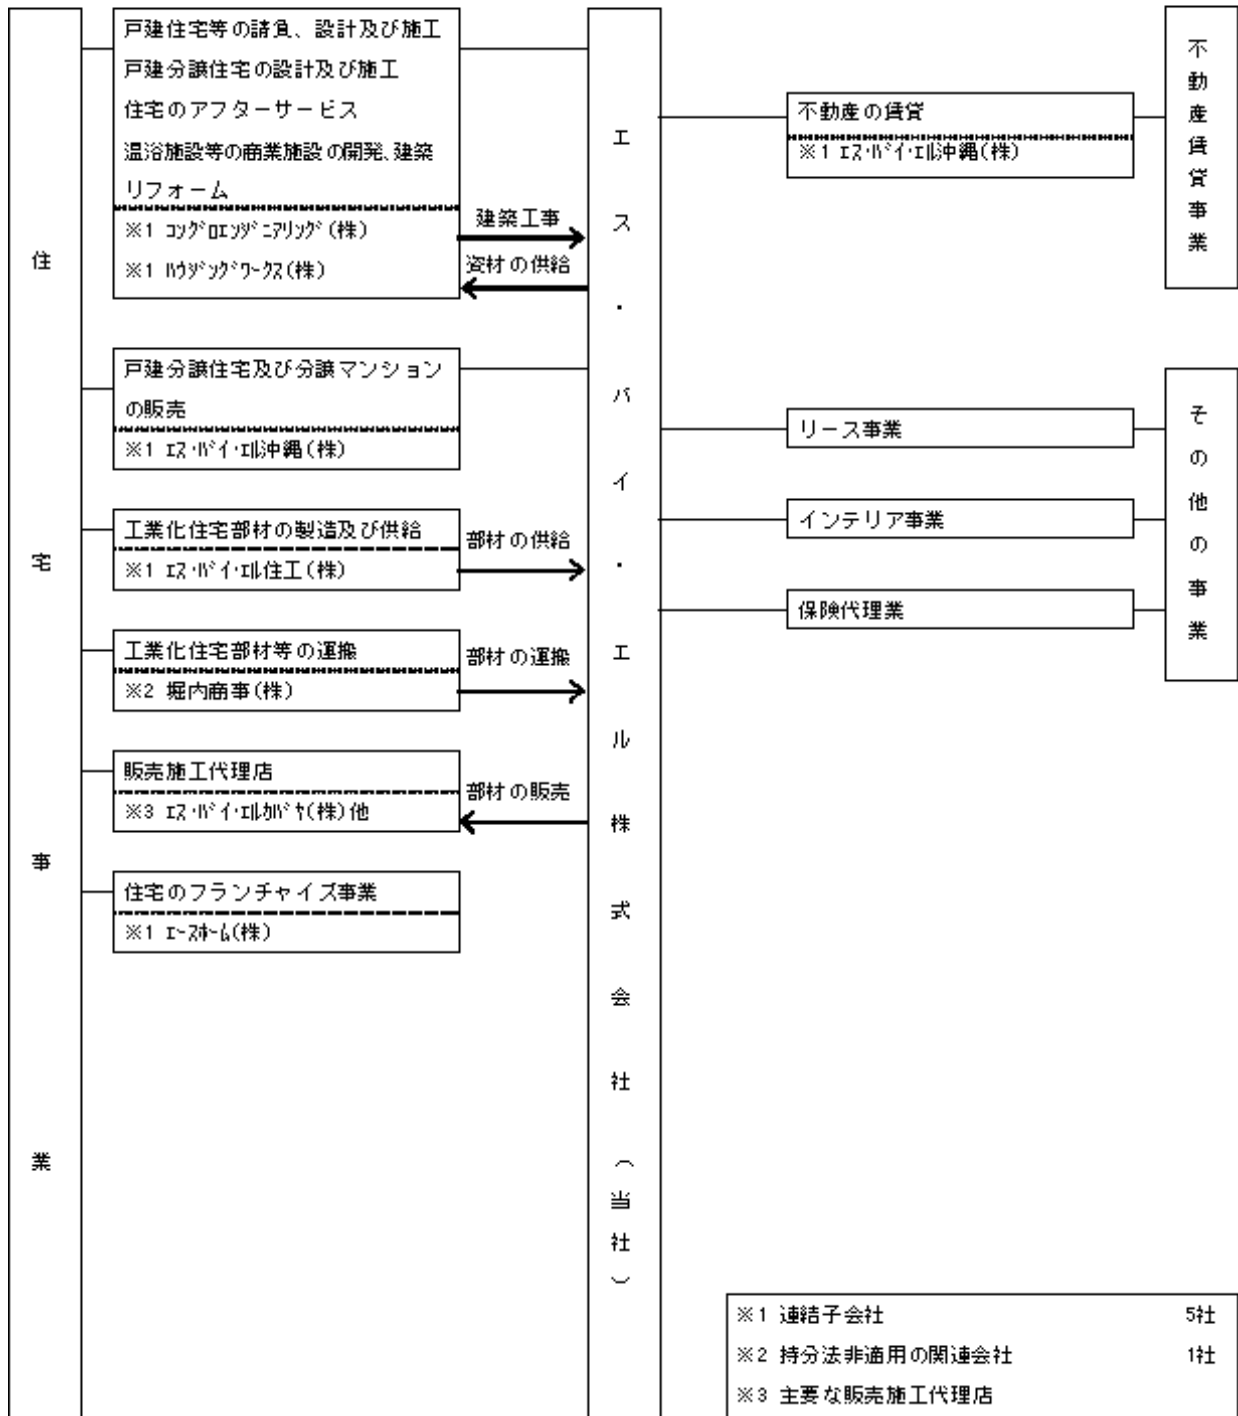 住宅事業
戸建住宅等の請負、設計及び施工
戸建分譲住宅の設計及び施工
住宅のアフターサービス
温浴施設等の商業施設の開発、建築
リフォーム
※1 ｺﾝｸﾞﾛｴﾝｼﾞﾆｱﾘﾝｸﾞ(株)
※1 ﾊｳｼﾞﾝｸﾞﾜｰｸｽ(株)
建築工事
資材の供給
戸建分譲住宅及び分譲マンション
の販売
※1 ｴｽ･ﾊﾞｲ･ｴﾙ沖縄(株)
工業化住宅部材の製造及び供給
※1 ｴｽ･ﾊﾞｲ･ｴﾙ住工(株)
部材の供給
工業化住宅部材等の運搬
※2 堀内商事(株)
部材の運搬
販売施工代理店
※3 ｴｽ･ﾊﾞｲ･ｴﾙｶﾊﾞﾔ(株)他
部材の販売
住宅のフランチャイズ事業
※1 ｴｰｽﾎｰﾑ(株)
エス・バイ・エル株式会社（当社）
不動産の賃貸
※1 ｴｽ･ﾊﾞｲ･ｴﾙ沖縄(株)
不動産賃貸事業
リース事業
インテリア事業
保険代理業
その他の事業
※1 連結子会社 5社
※2 持分法非適用の関連会社 1社
※3 主要な販売施工代理店